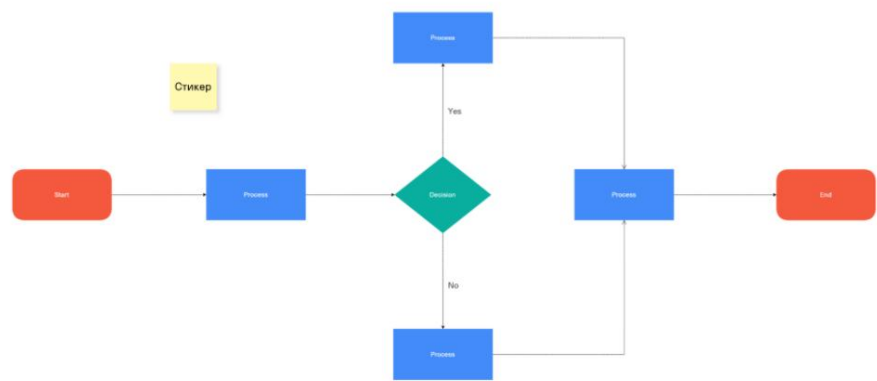 Process
Стикер
Yes
Start
Process
Decision
Process
End
No
Process